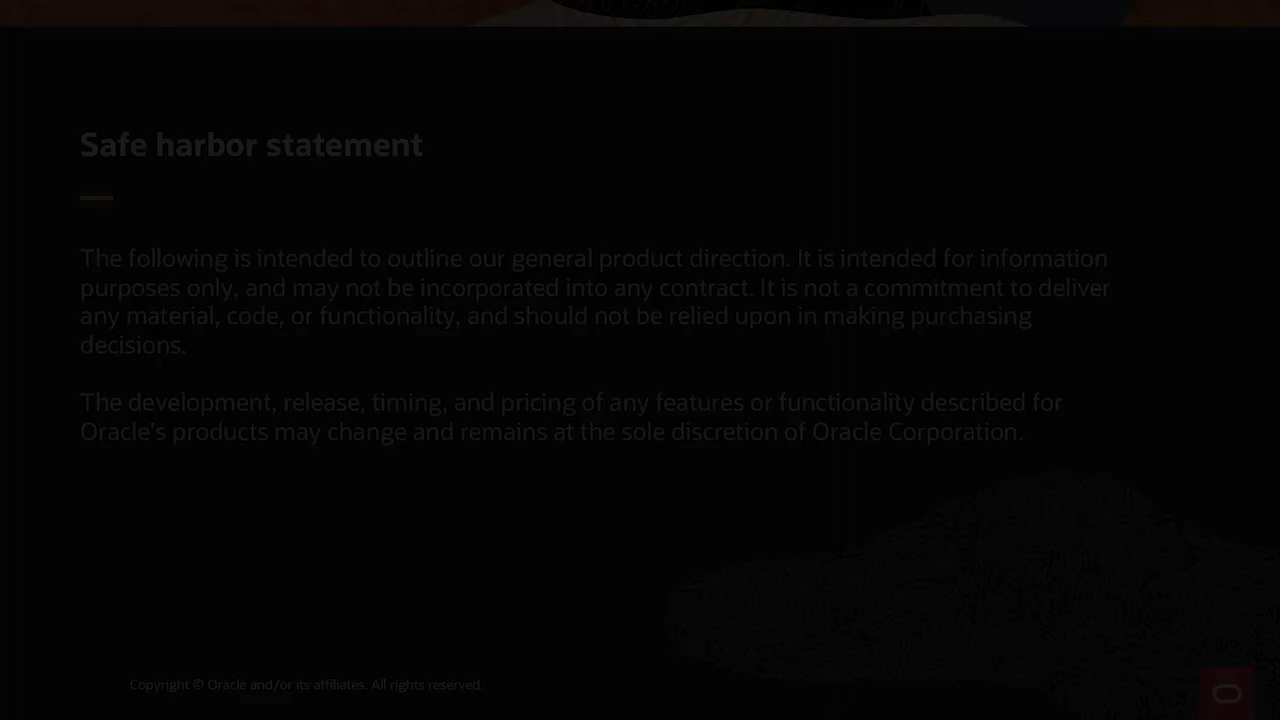 Safe harbor statement
The following is intended to outline our general product direction. It is intended for information
purposes only, and may not be incorporated into any contract. It is not a commitment to deliver
any material, code, or functionality, and should not be relied upon in making purchasing
decisions.
The development, release, timing, and pricing of any features or functionality described for
Oracle’s products may change and remains at the sole discretion of Oracle Corporation.
Copyright © Oracle and/or its affiliates. All rights reserved.